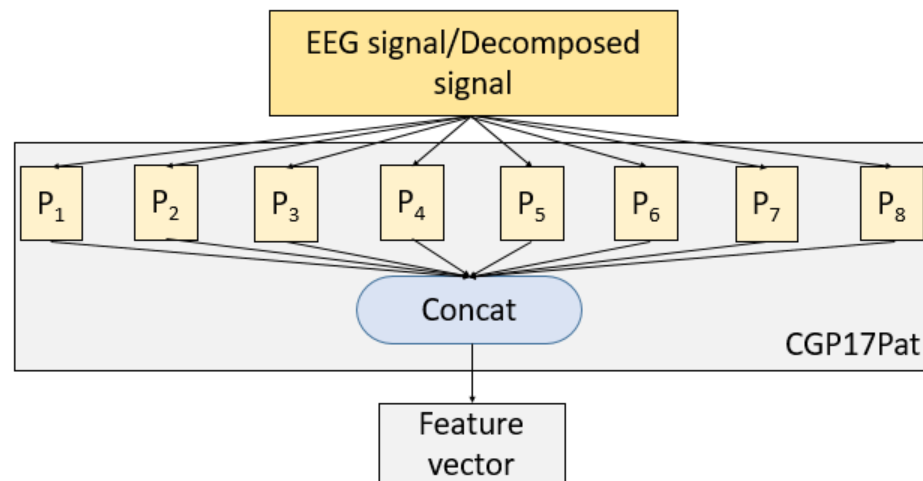 EEG signal/Decomposed
signal
P₁ P₂ P₃ P₄ P₅ P₆ P₇ P₈
Concat
CGP17Pat
Feature
vector